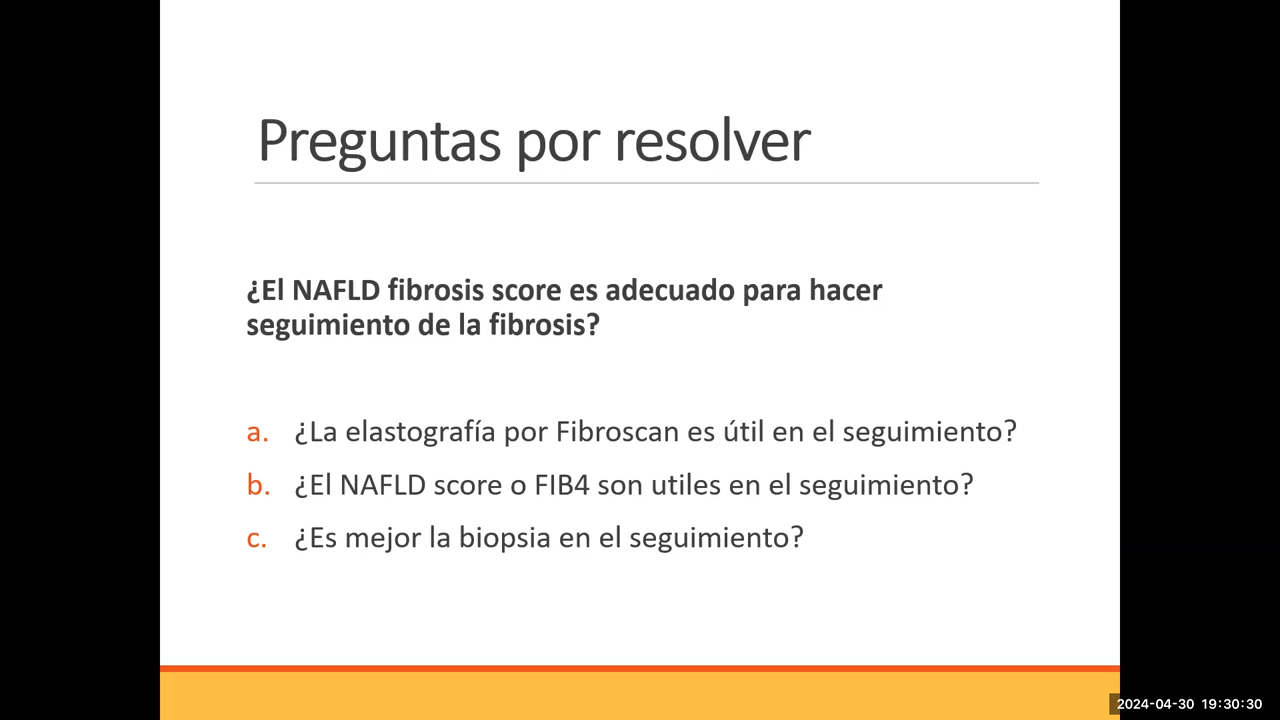 Preguntas por resolver
¿El NAFLD fibrosis score es adecuado para hacer
seguimiento de la fibrosis?
a. ¿La elastografía por Fibroscan es útil en el seguimiento?
b. ¿El NAFLD score o FIB4 son utiles en el seguimiento?
c. ¿Es mejor la biopsia en el seguimiento?
2024-04-30 19:30:30